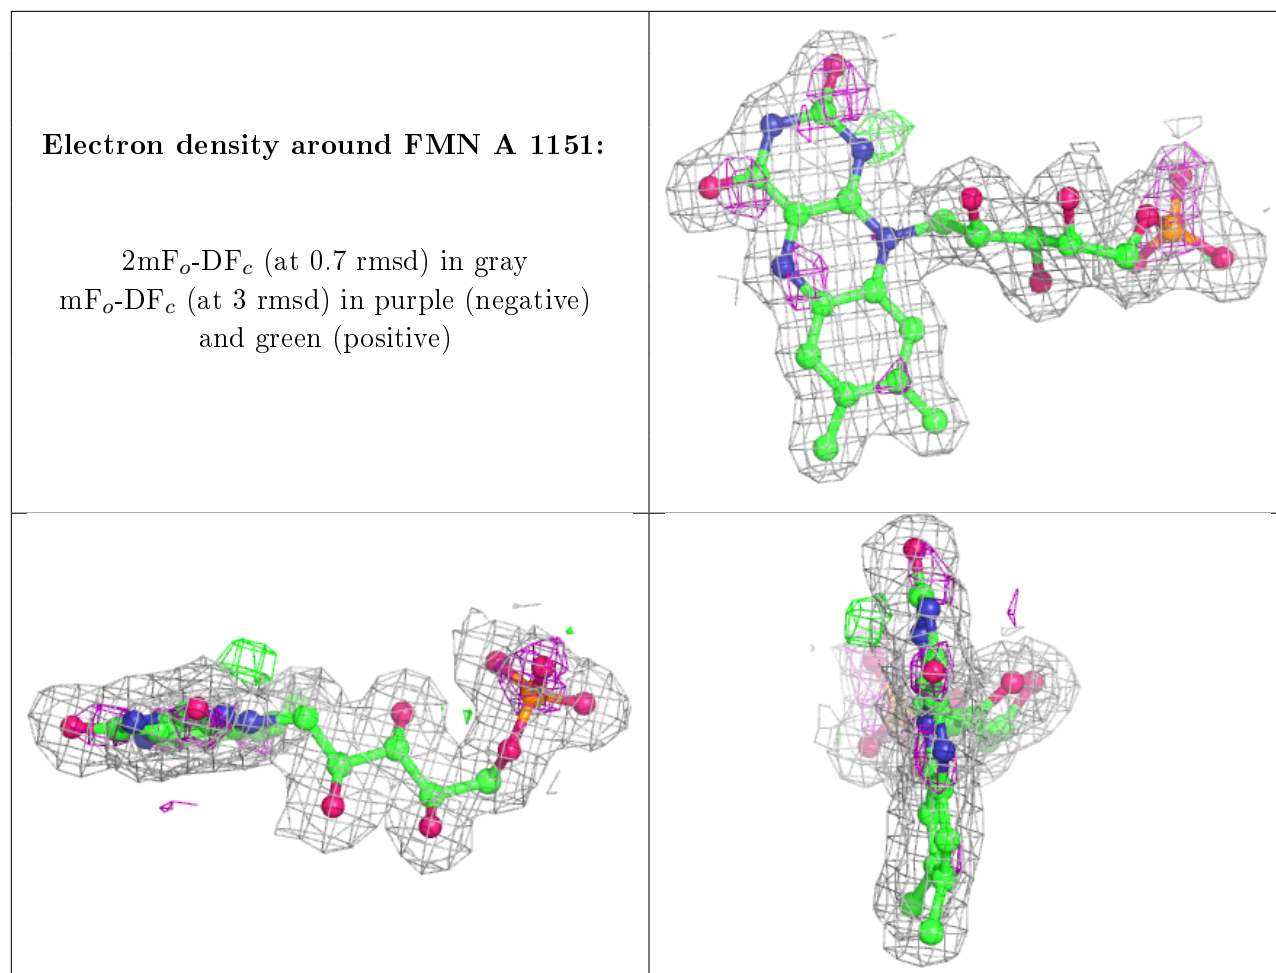 Electron density around FMN A 1151:
2mFo-DFc (at 0.7 rmsd) in gray
mFo-DFc (at 3 rmsd) in purple (negative)
and green (positive)